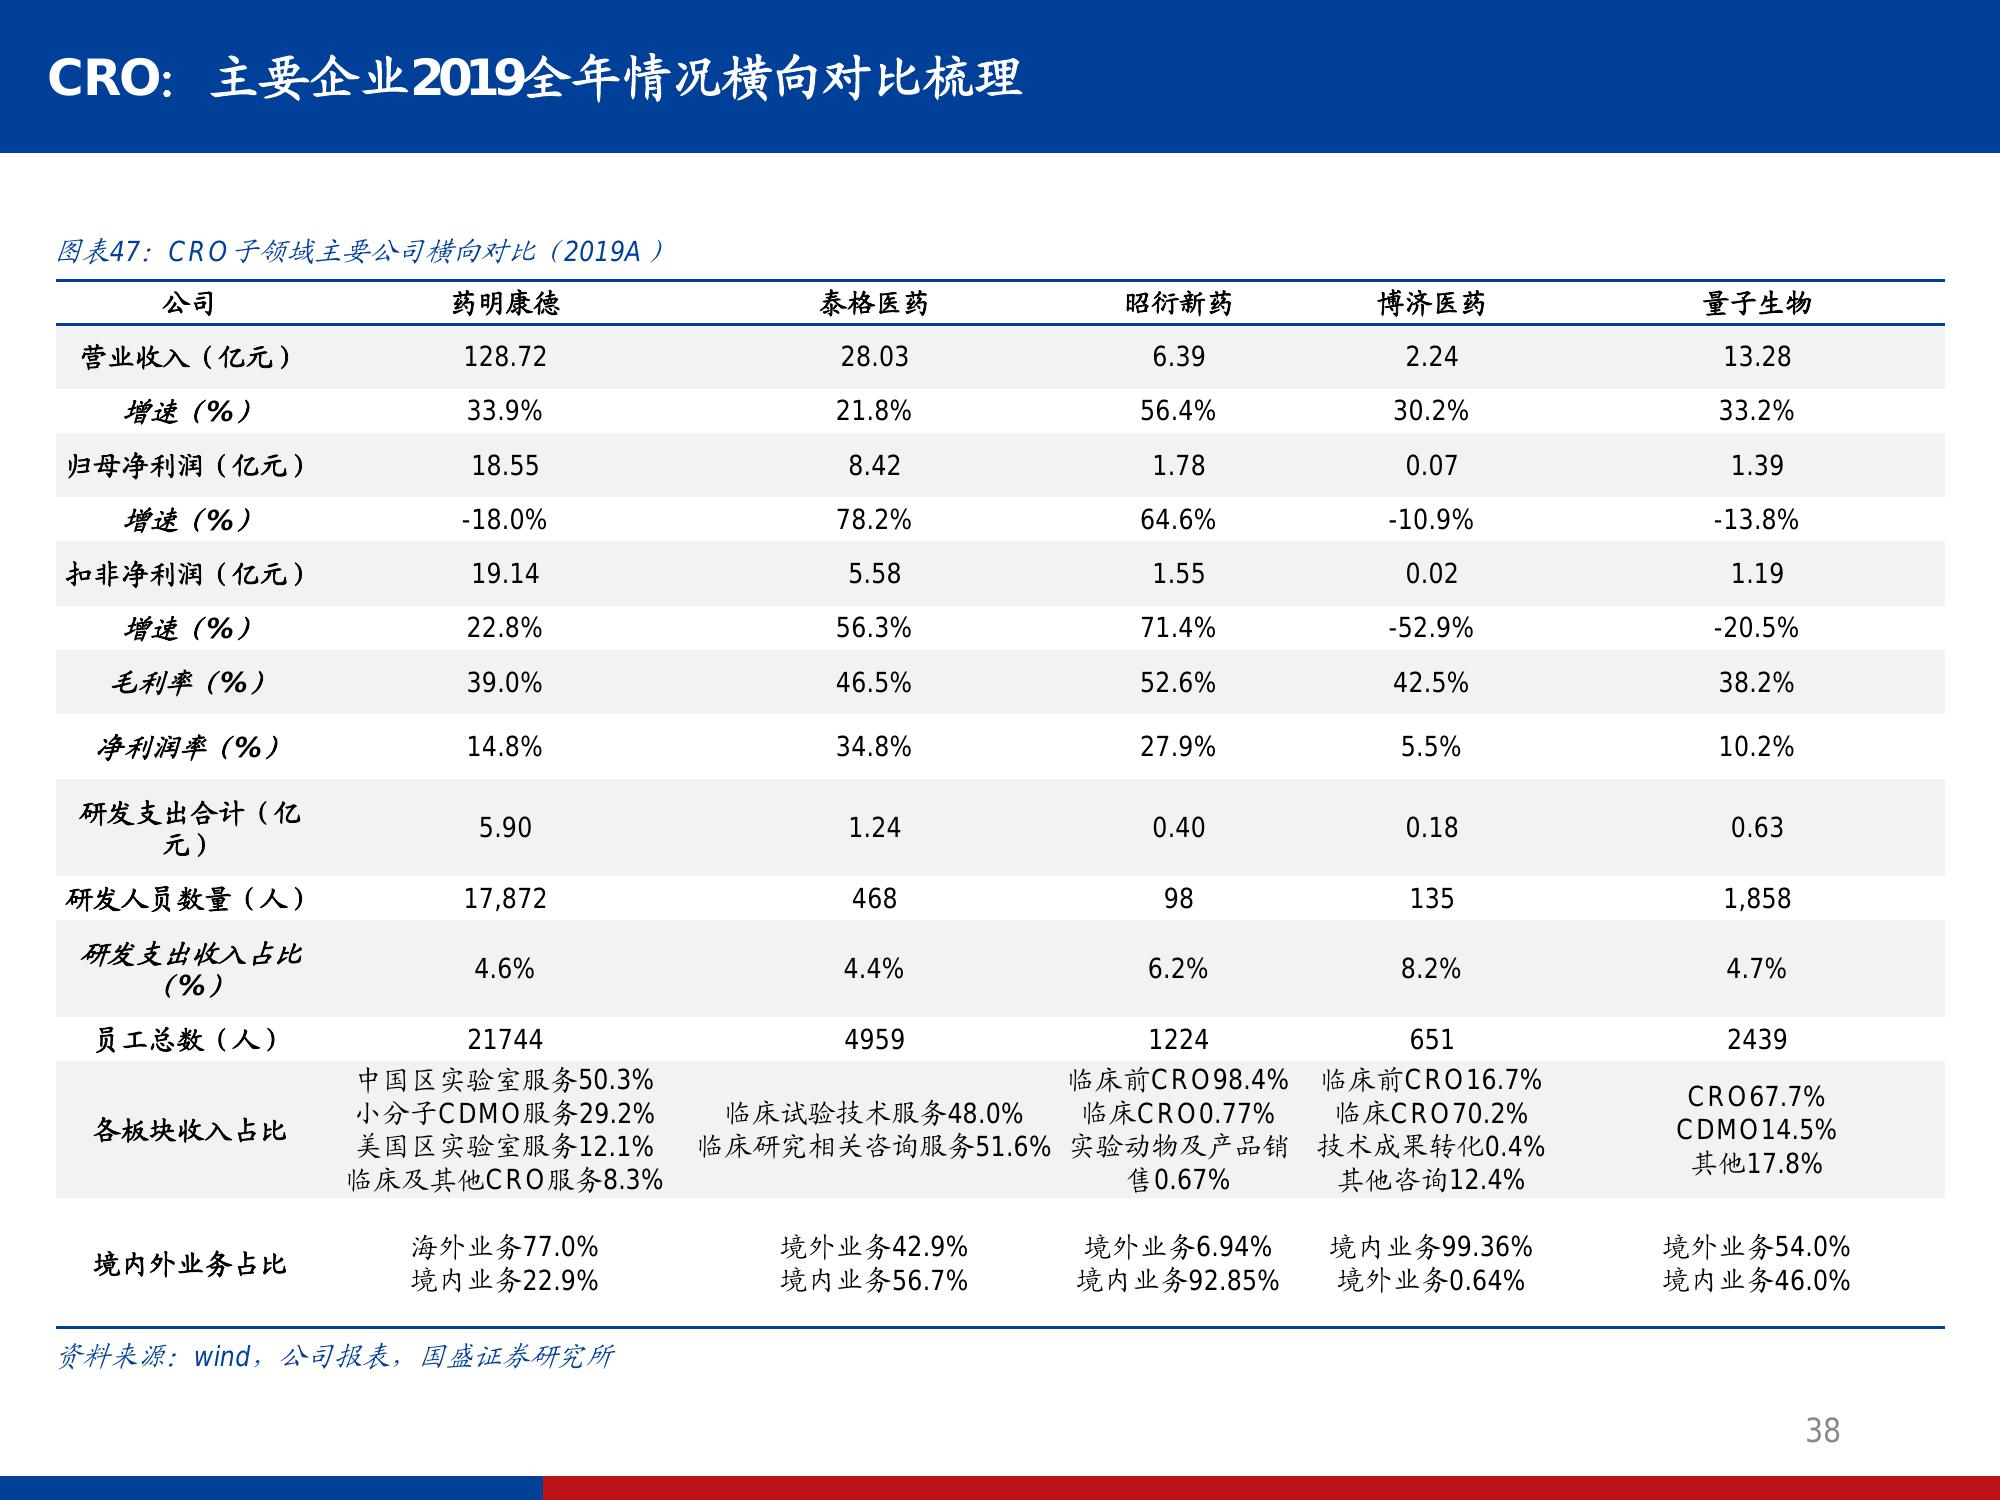 CRO：主要企业2019全年情况横向对比梳理
图表47：CRO子领域主要公司横向对比（2019A）
公司 药明康德 泰格医药 昭衍新药 博济医药 量子生物
营业收入（亿元） 128.72 28.03 6.39 2.24 13.28
增速（%） 33.9% 21.8% 56.4% 30.2% 33.2%
归母净利润（亿元） 18.55 8.42 1.78 0.07 1.39
增速（%） -18.0% 78.2% 64.6% -10.9% -13.8%
扣非净利润（亿元） 19.14 5.58 1.55 0.02 1.19
增速（%） 22.8% 56.3% 71.4% -52.9% -20.5%
毛利率（%） 39.0% 46.5% 52.6% 42.5% 38.2%
净利润率（%） 14.8% 34.8% 27.9% 5.5% 10.2%
研发支出合计（亿
元） 5.90 1.24 0.40 0.18 0.63
研发人员数量（人） 17,872 468 98 135 1,858
研发支出收入占比
（%） 4.6% 4.4% 6.2% 8.2% 4.7%
员工总数（人） 21744 4959 1224 651 2439
各板块收入占比
中国区实验室服务50.3%
小分子CDMO服务29.2%
美国区实验室服务12.1%
临床及其他CRO服务8.3%
临床试验技术服务48.0%
临床研究相关咨询服务51.6%
临床前CRO98.4%
临床CRO0.77%
实验动物及产品销
售0.67%
临床前CRO16.7%
临床CRO70.2%
技术成果转化0.4%
其他咨询12.4%
CRO67.7%
CDMO14.5%
其他17.8%
境内外业务占比
海外业务77.0%
境内业务22.9%
境外业务42.9%
境内业务56.7%
境外业务6.94%
境内业务92.85%
境内业务99.36%
境外业务0.64%
境外业务54.0%
境内业务46.0%
资料来源：wind，公司报表，国盛证券研究所
38